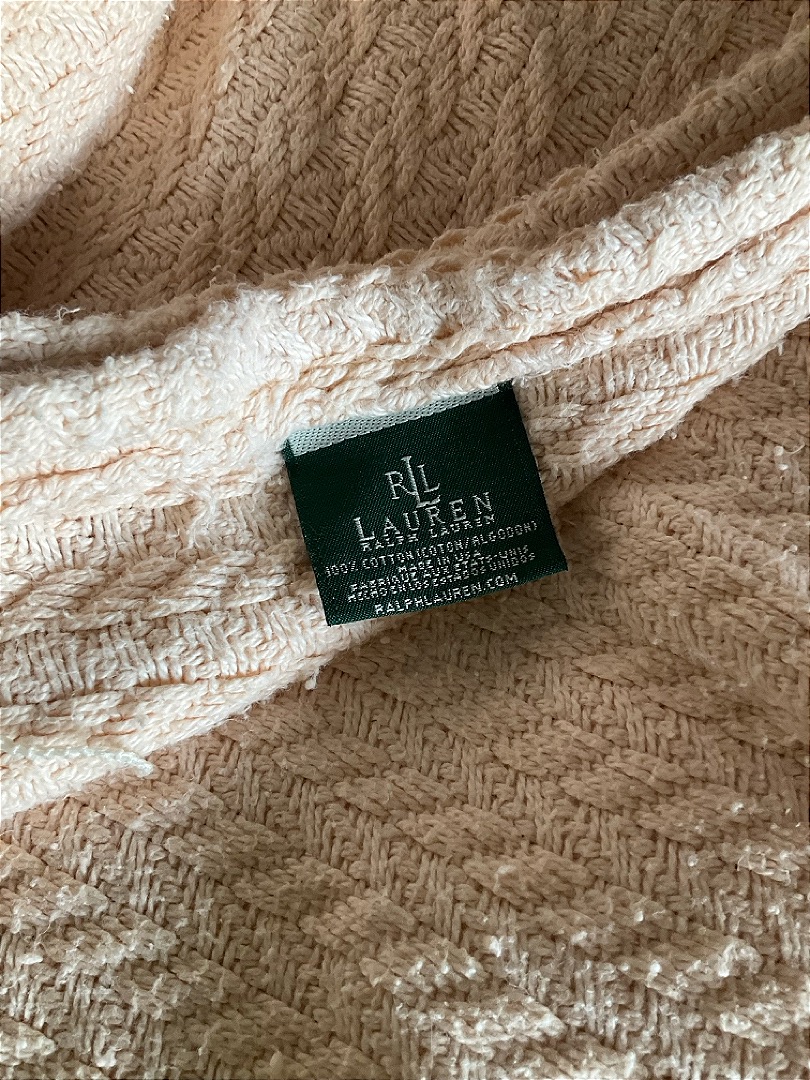 RLL
LAUREN
RALPH LAUREN
100% COTTON(COTON/ALGODON)
MADE IN USA
FABRIQUE AUX ETATS-UNIS
HECHO EN LOS ESTADOS UNIDOS
RALPHLAUREN.COM